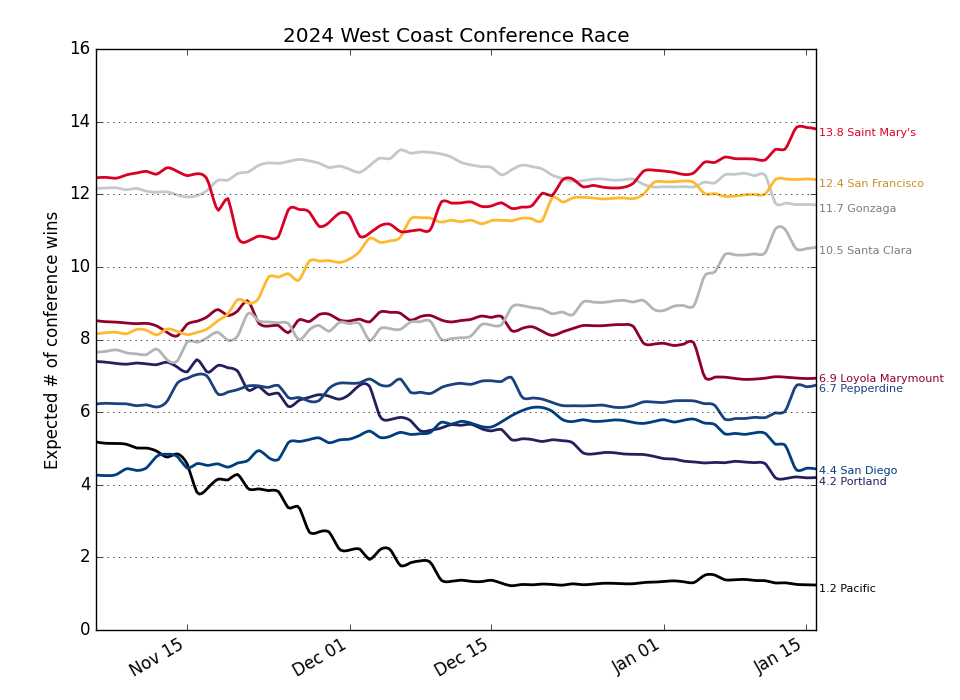 2024 West Coast Conference Race
Expected # of conference wins
16
14
12
10
8
6
4
2
0
Nov 15
Dec 01
Dec 15
Jan 01
Jan 15
13.8 Saint Mary's
12.4 San Francisco
11.7 Gonzaga
10.5 Santa Clara
6.9 Loyola Marymount
6.7 Pepperdine
4.4 San Diego
4.2 Portland
1.2 Pacific